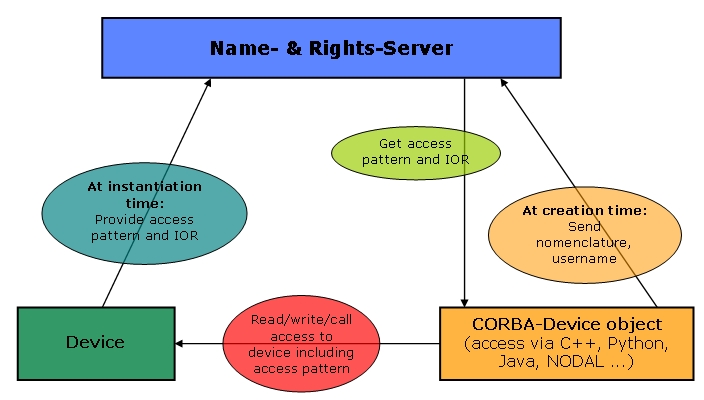 Name- & Rights-Server
Get access
pattern and IOR
At instantiation
time:
Provide access
pattern and IOR
At creation time:
Send
nomenclature,
username
Device
Read/write/call
access to
device including
access pattern
CORBA-Device object
(access via C++, Python,
Java, NODAL ...)